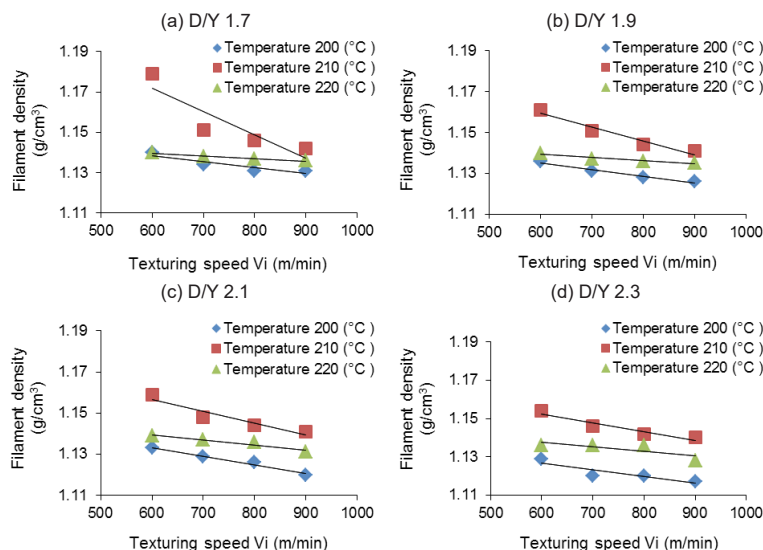 (a) D/Y 1.7
1.19
1.17
1.15
1.13
1.11
500 600 700 800 900 1000
Filament density
(g/cm³)
Texturing speed Vi (m/min)
Temperature 200 (°C )
Temperature 210 (°C )
Temperature 220 (°C )
(b) D/Y 1.9
1.19
1.17
1.15
1.13
1.11
500 600 700 800 900 1000
Filament density
(g/cm³)
Texturing speed Vi (m/min)
Temperature 200 (°C )
Temperature 210 (°C )
Temperature 220 (°C )
(c) D/Y 2.1
1.19
1.17
1.15
1.13
1.11
500 600 700 800 900 1000
Filament density
(g/cm³)
Texturing speed Vi (m/min)
Temperature 200 (°C )
Temperature 210 (°C )
Temperature 220 (°C )
(d) D/Y 2.3
1.19
1.17
1.15
1.13
1.11
500 600 700 800 900 1000
Filament density
(g/cm³)
Texturing speed Vi (m/min)
Temperature 200 (°C )
Temperature 210 (°C )
Temperature 220 (°C )